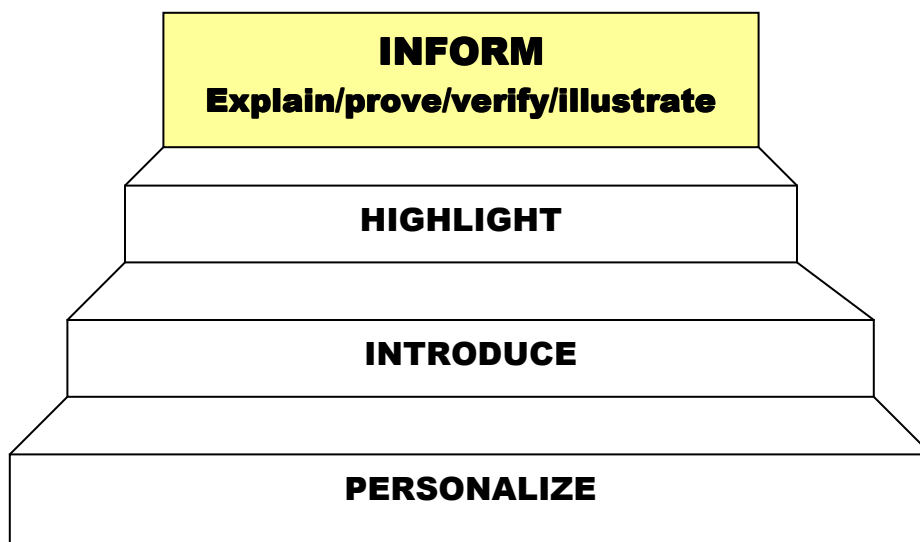 INFORM
Explain/prove/verify/illustrate
HIGHLIGHT
INTRODUCE
PERSONALIZE